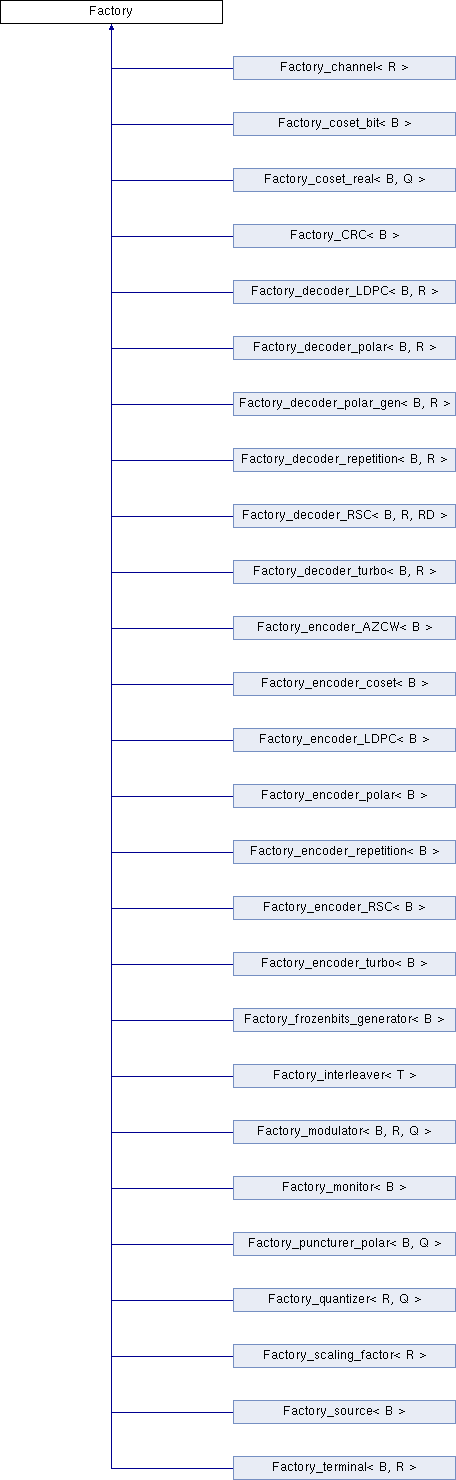 Factory
Factory_channel< R >
Factory_coset_bit< B >
Factory_coset_real< B, Q >
Factory_CRC< B >
Factory_decoder_LDPC< B, R >
Factory_decoder_polar< B, R >
Factory_decoder_polar_gen< B, R >
Factory_decoder_repetition< B, R >
Factory_decoder_RSC< B, R, RD >
Factory_decoder_turbo< B, R >
Factory_encoder_AZCW< B >
Factory_encoder_coset< B >
Factory_encoder_LDPC< B >
Factory_encoder_polar< B >
Factory_encoder_repetition< B >
Factory_encoder_RSC< B >
Factory_encoder_turbo< B >
Factory_frozenbits_generator< B >
Factory_interleaver< T >
Factory_modulator< B, R, Q >
Factory_monitor< B >
Factory_puncturer_polar< B, Q >
Factory_quantizer< R, Q >
Factory_scaling_factor< R >
Factory_source< B >
Factory_terminal< B, R >